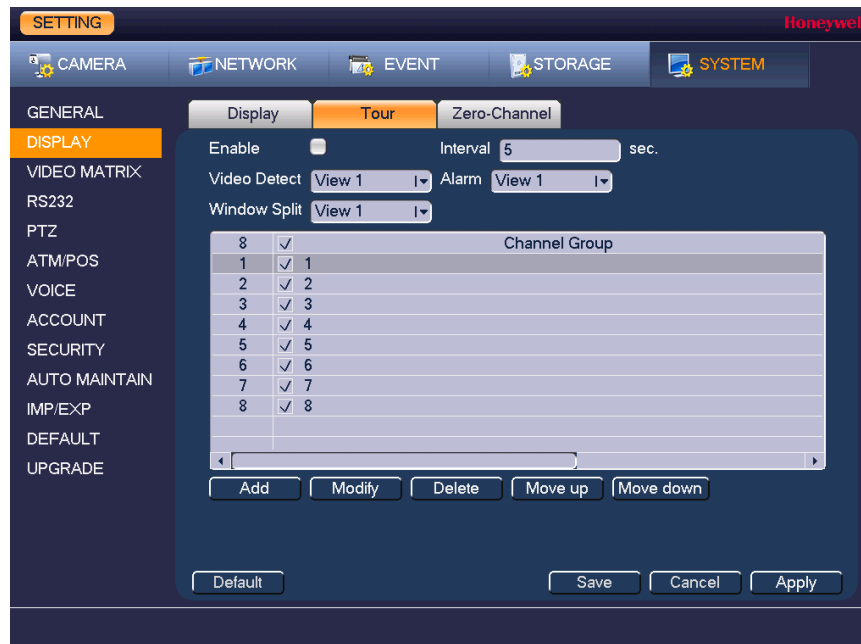 SETTING
Honeywel
CAMERA NETWORK EVENT STORAGE SYSTEM
GENERAL
DISPLAY
VIDEO MATRIX
RS232
PTZ
ATM/POS
VOICE
ACCOUNT
SECURITY
AUTO MAINTAIN
IMP/EXP
DEFAULT
UPGRADE
Display Tour Zero-Channel
Enable Interval 5 sec.
Video Detect View 1 Alarm View 1
Window Split View 1
8 Channel Group
1 1
2 2
3 3
4 4
5 5
6 6
7 7
8 8
Add Modify Delete Move up Move down
Default Save Cancel Apply